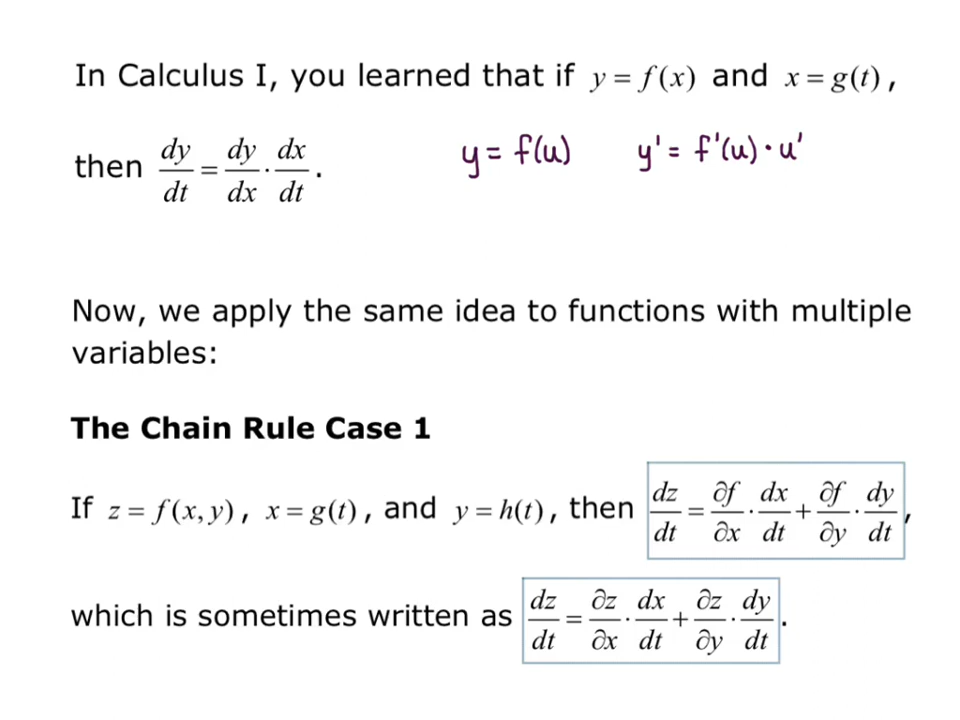 In Calculus I, you learned that if y = f(x) and x = g(t),
then dy/dt = dy/dx · dx/dt. y = f(u) y' = f'(u) · u'
Now, we apply the same idea to functions with multiple
variables:
The Chain Rule Case 1
If z = f(x, y), x = g(t), and y = h(t), then dz/dt = ∂f/∂x · dx/dt + ∂f/∂y · dy/dt,
which is sometimes written as dz/dt = ∂z/∂x · dx/dt + ∂z/∂y · dy/dt.